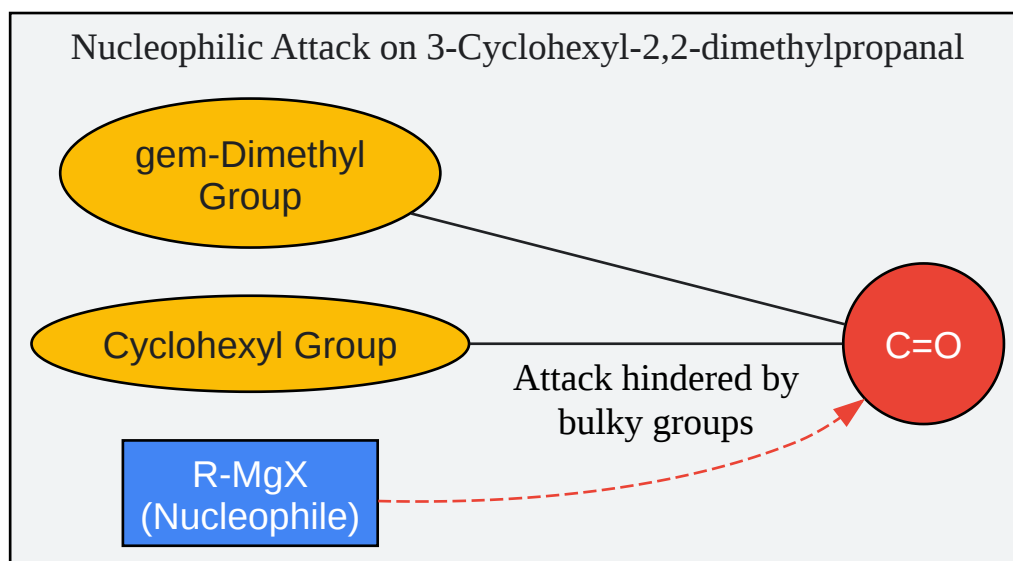 Nucleophilic Attack on 3-Cyclohexyl-2,2-dimethylpropanal
gem-Dimethyl
Group
Cyclohexyl Group
C=O
Attack hindered by
bulky groups
R-MgX
(Nucleophile)